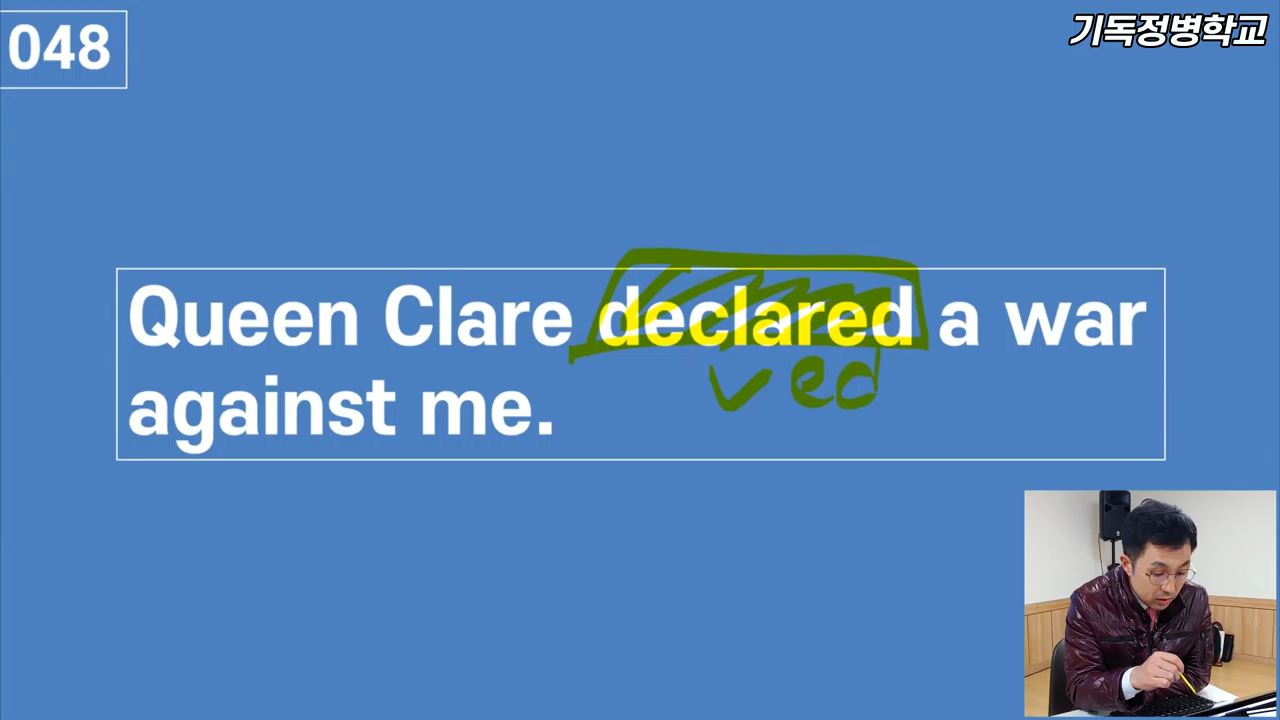 048
기독정병학교
Queen Clare declared a war
ved
against me.